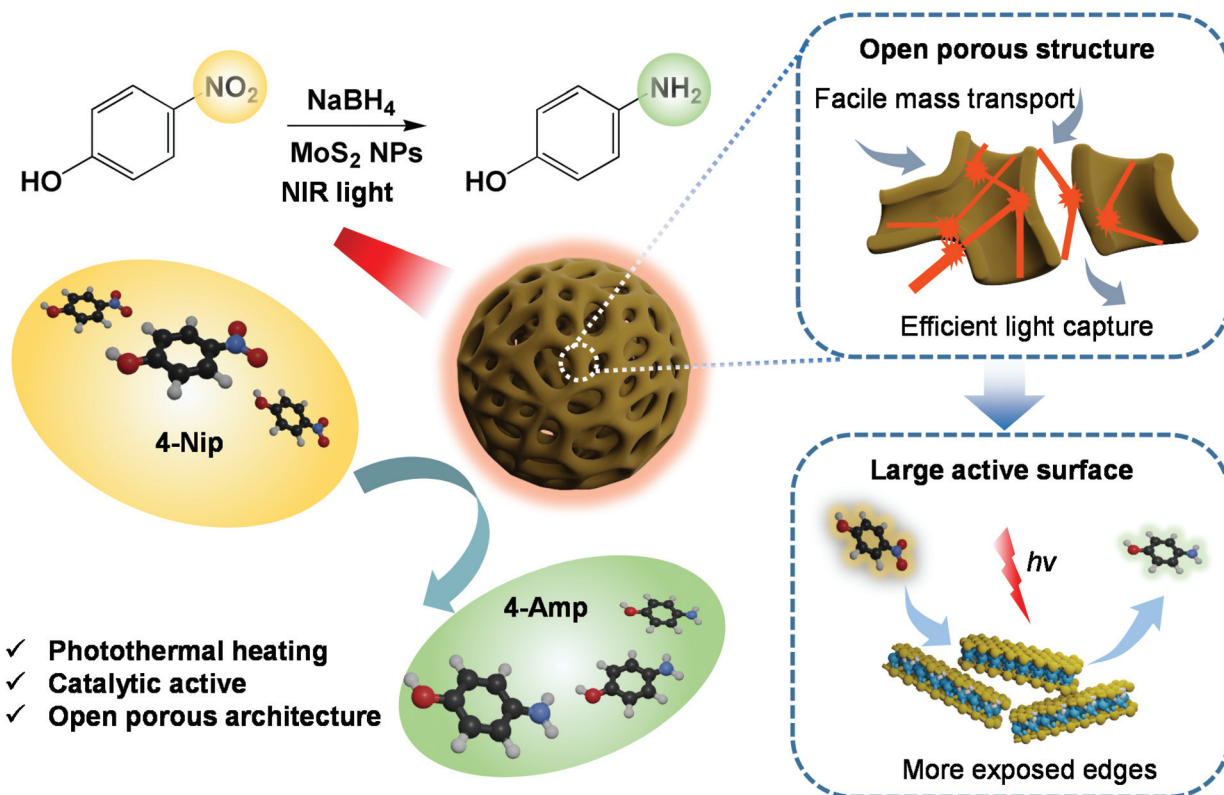 NO₂
HO
NaBH₄
MoS₂ NPs
NIR light
NH₂
HO
4-Nip
4-Amp
✓ Photothermal heating
✓ Catalytic active
✓ Open porous architecture
Open porous structure
Facile mass transport
Efficient light capture
Large active surface
hv
More exposed edges